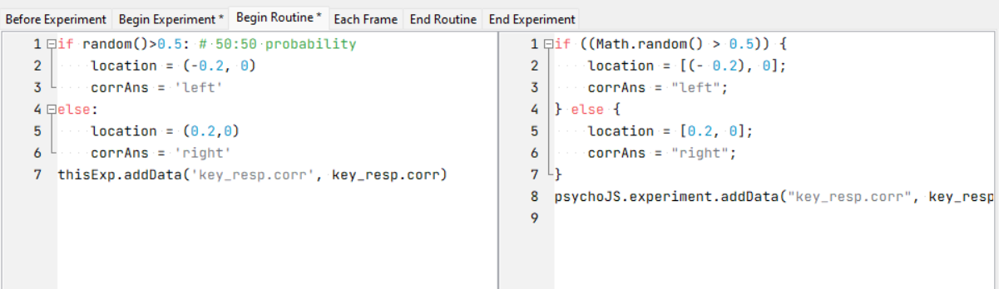 Before Experiment Begin Experiment * Begin Routine * Each Frame End Routine End Experiment
1 if random()>0.5: # 50:50 probability
2 location = (-0.2, 0)
3 corrAns = 'left'
4 else:
5 location = (0.2,0)
6 corrAns = 'right'
7 thisExp.addData('key_resp.corr', key_resp.corr)
1 if ((Math.random() > 0.5)) {
2 location = [(- 0.2), 0];
3 corrAns = "left";
4 } else {
5 location = [0.2, 0];
6 corrAns = "right";
7 }
8 psychoJS.experiment.addData("key_resp.corr", key_resp
9